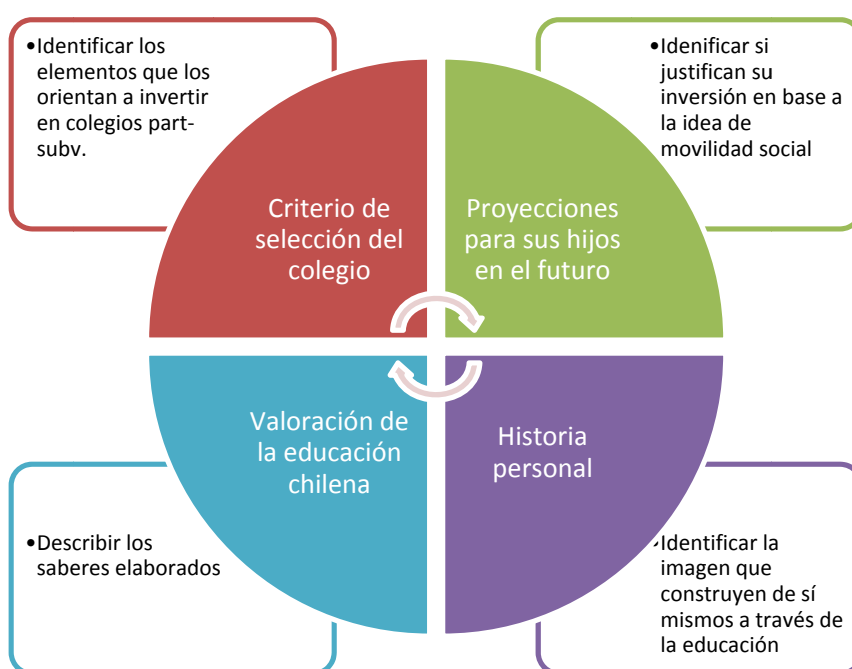 •Identificar los
elementos que los
orientan a invertir
en colegios part-
subv.
•Idenificar si
justifican su
inversión en base a
la idea de
movilidad social
Criterio de
selección del
colegio
Proyecciones
para sus hijos
en el futuro
Valoración de
la educación
chilena
Historia
personal
•Describir los
saberes elaborados
•Identificar la
imagen que
construyen de sí
mismos a través de
la educación